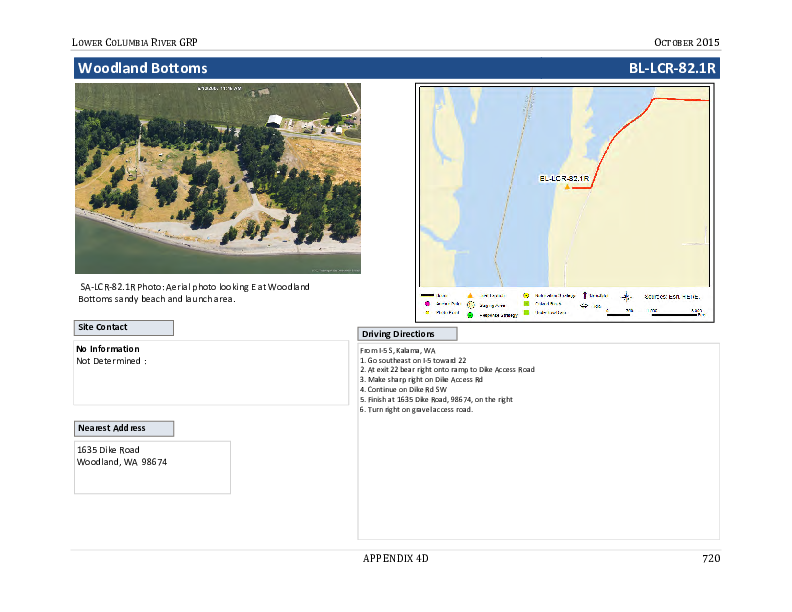 LOWER COLUMBIA RIVER GRP
OCTOBER 2015
Woodland Bottoms
BL-LCR-82.1R
BL-LCR-82.1R
Sources: Esri, HERE,
SA-LCR-82.1R Photo: Aerial photo looking E at Woodland
Bottoms sandy beach and launch area.
Site Contact
No Information
Not Determined :
Nearest Address
1635 Dike Road
Woodland, WA 98674
Driving Directions
From I-5 S, Kalama, WA
1. Go southeast on I-5 toward 22
2. At exit 22 bear right onto ramp to Dike Access Road
3. Make sharp right on Dike Access Rd
4. Continue on Dike Rd SW
5. Finish at 1635 Dike Road, 98674, on the right
6. Turn right on gravel access road.
APPENDIX 4D
720